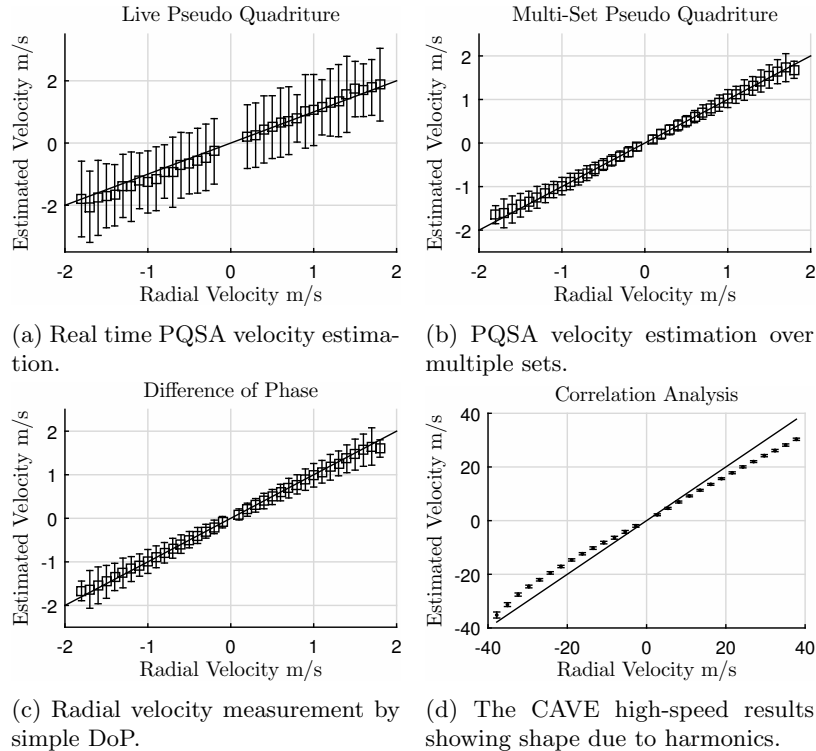 Live Pseudo Quadriture
Estimated Velocity m/s
2
0
-2
-2 -1 0 1 2
Radial Velocity m/s
(a) Real time PQSA velocity estima-
tion.
Multi-Set Pseudo Quadriture
Estimated Velocity m/s
2
1
0
-1
-2
-2 -1 0 1 2
Radial Velocity m/s
(b) PQSA velocity estimation over
multiple sets.
Difference of Phase
Estimated Velocity m/s
2
1
0
-1
-2
-2 -1 0 1 2
Radial Velocity m/s
(c) Radial velocity measurement by
simple DoP.
Correlation Analysis
Estimated Velocity m/s
40
20
0
-20
-40
-40 -20 0 20 40
Radial Velocity m/s
(d) The CAVE high-speed results
showing shape due to harmonics.